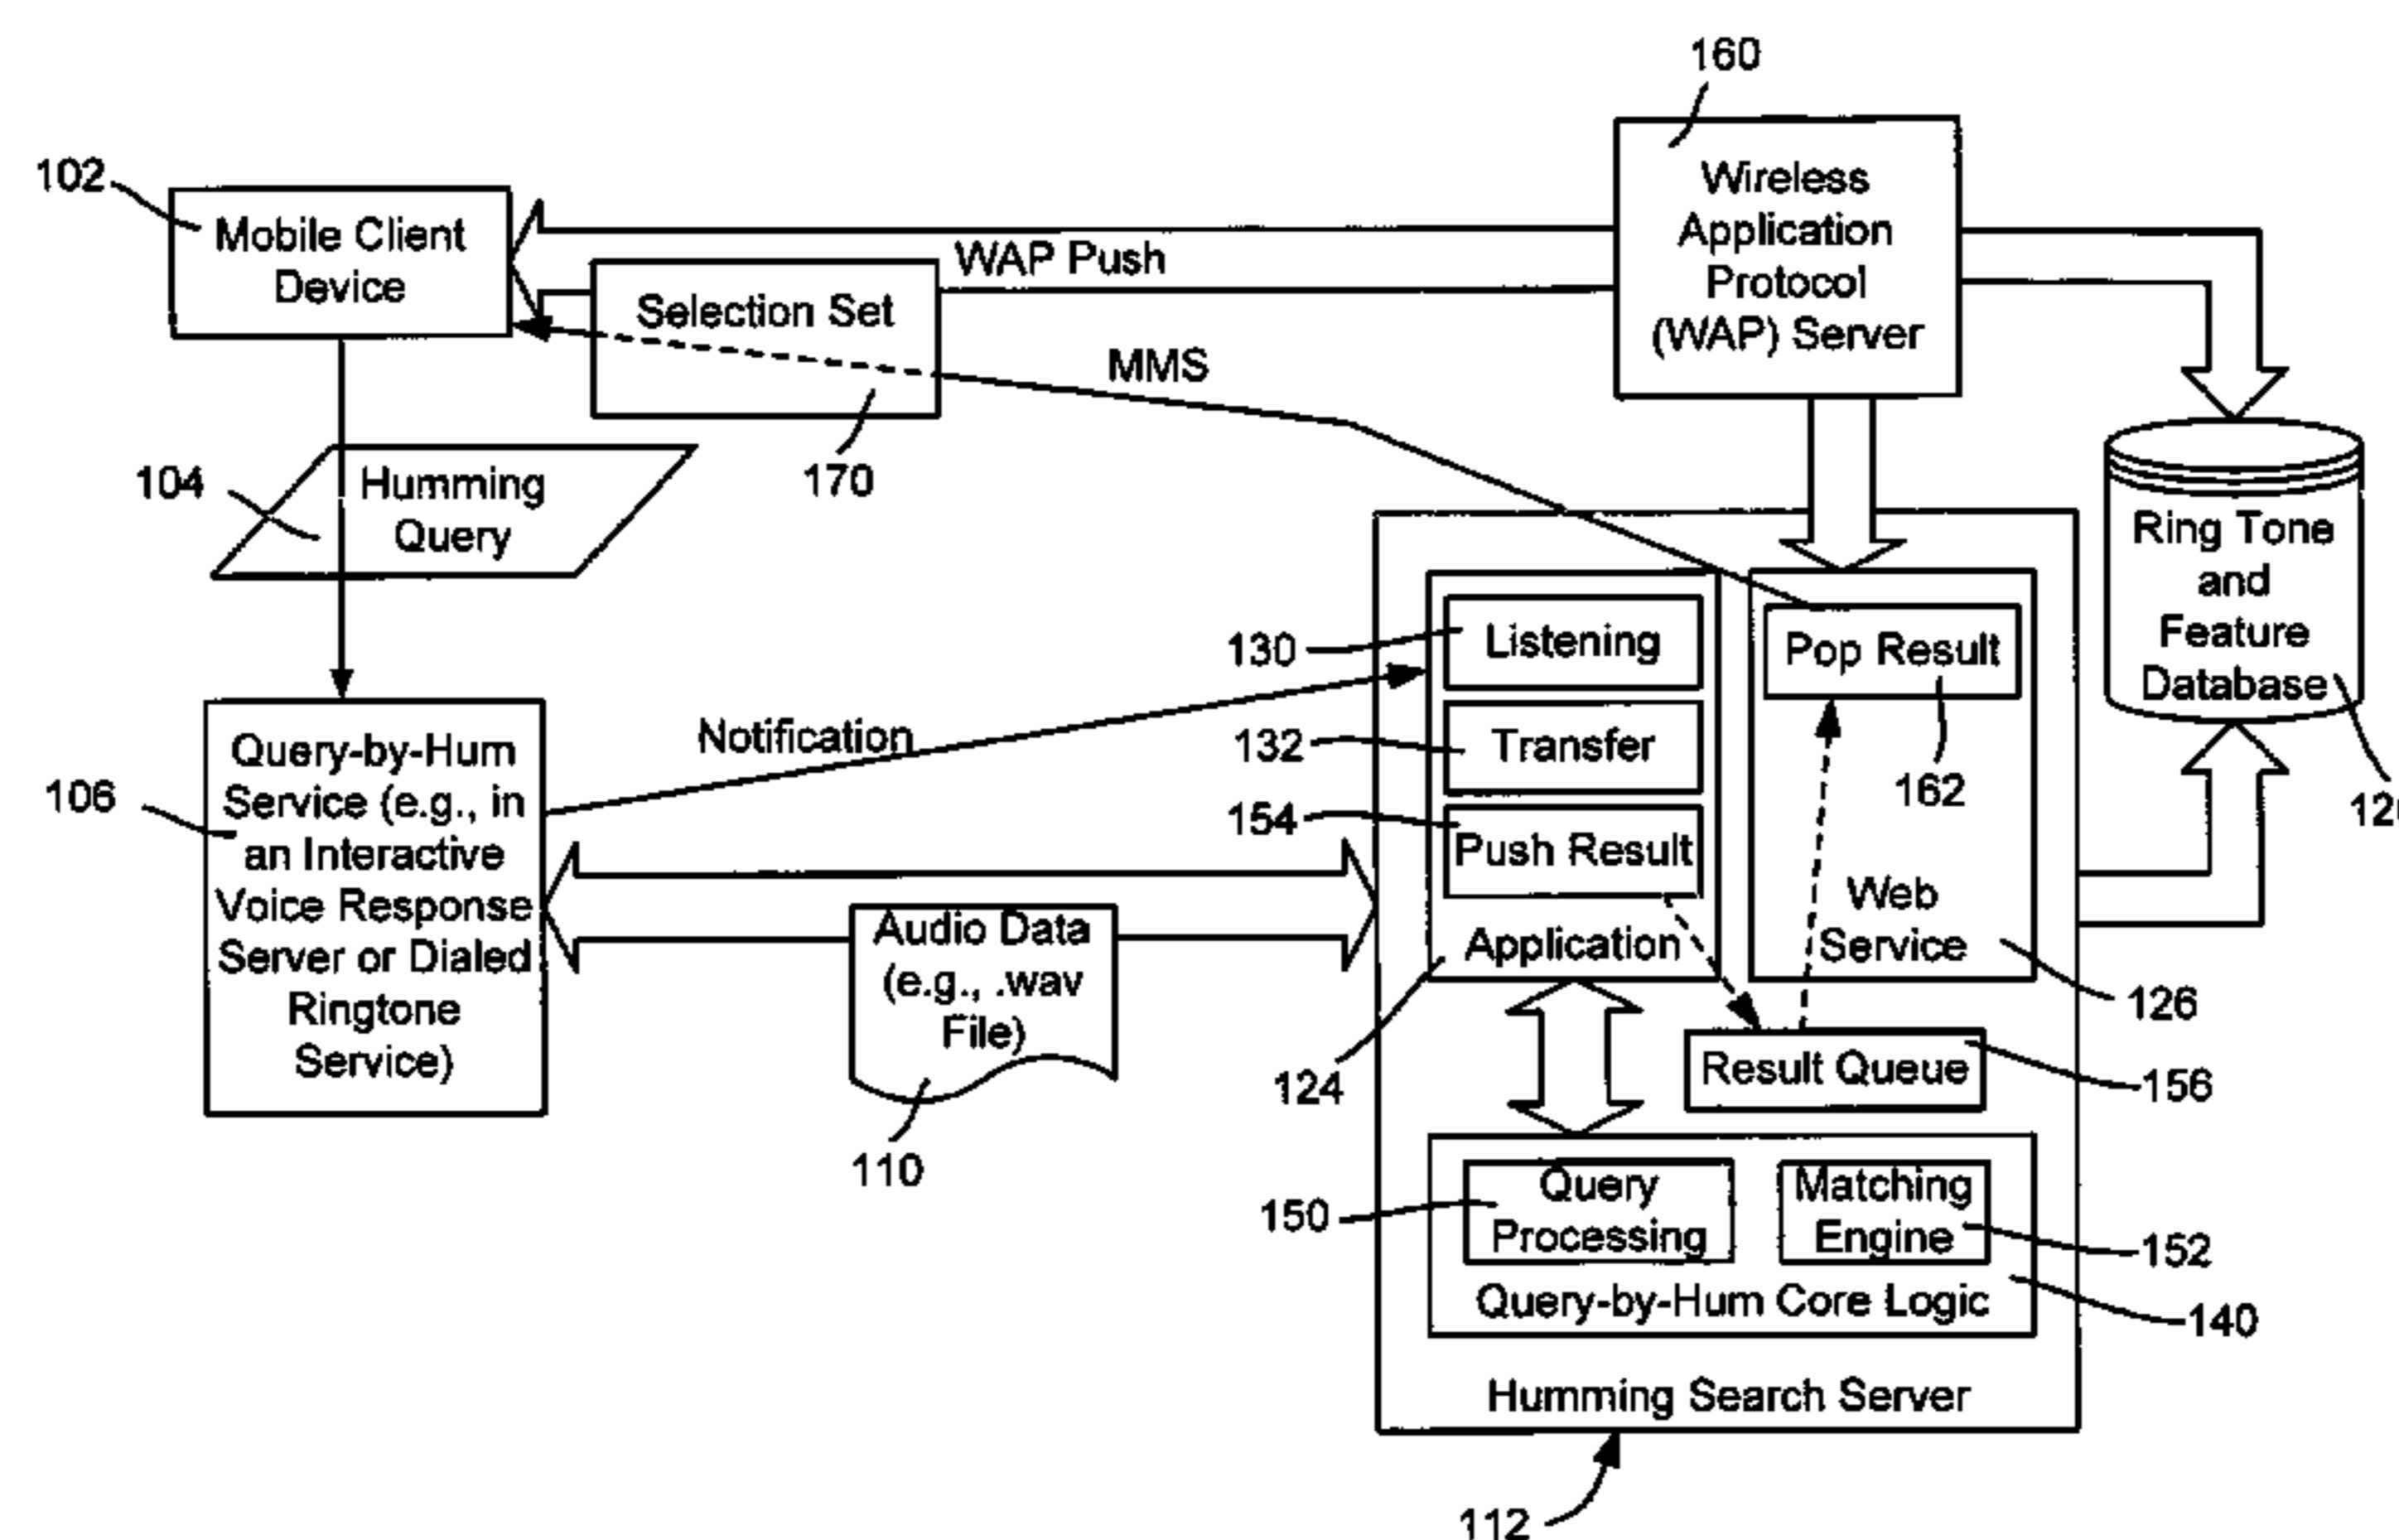 160
Wireless
Application
Protocol
(WAP) Server
102
Mobile Client
Device
WAP Push
Selection Set
MMS
170
104
Humming
Query
Ring Tone
and
Feature
Database
130
Listening
Pop Result
106
Query-by-Hum
Service (e.g., in
an Interactive
Voice Response
Server or Dialed
Ringtone
Service)
Notification
132
Transfer
162
154
Push Result
Web
Service
Application
Audio Data
(e.g., .wav
File)
110
124
126
Result Queue
156
150
Query
Processing
Matching
Engine
152
Query-by-Hum Core Logic
140
Humming Search Server
112